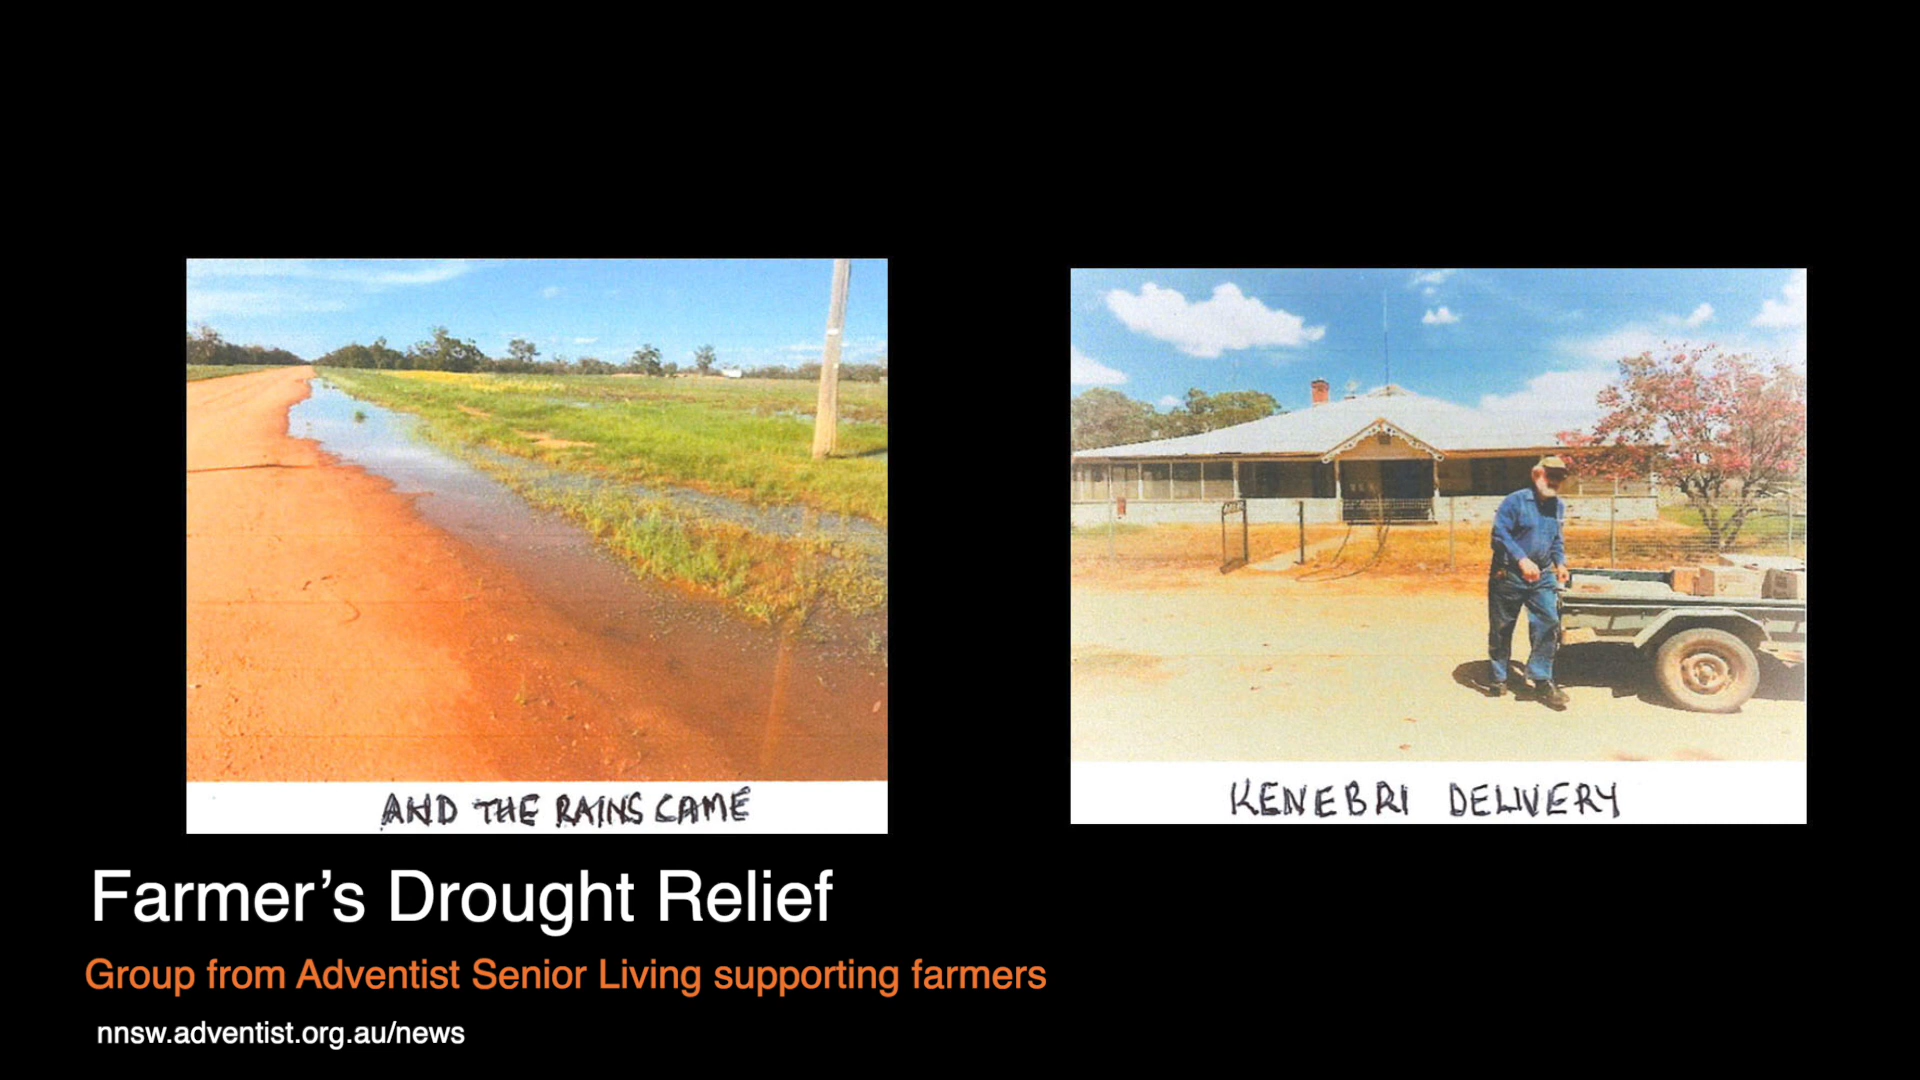 AND THE RAINS CAME
KENEBRI DELIVERY
Farmer’s Drought Relief
Group from Adventist Senior Living supporting farmers
nnsw.adventist.org.au/news